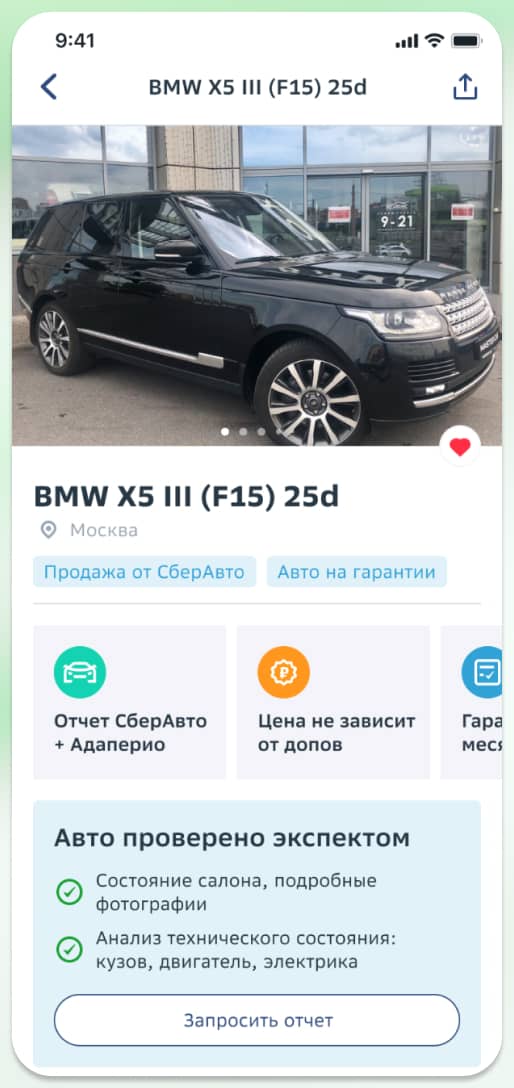 9:41
BMW X5 III (F15) 25d
9-21
BMW X5 III (F15) 25d
Москва
Продажа от СберАвто
Авто на гарантии
Отчет СберАвто
+ Адаперио
Цена не зависит
от допов
Гара
меся
Авто проверено экспектом
Состояние салона, подробные
фотографии
Анализ технического состояния:
кузов, двигатель, электрика
Запросить отчет